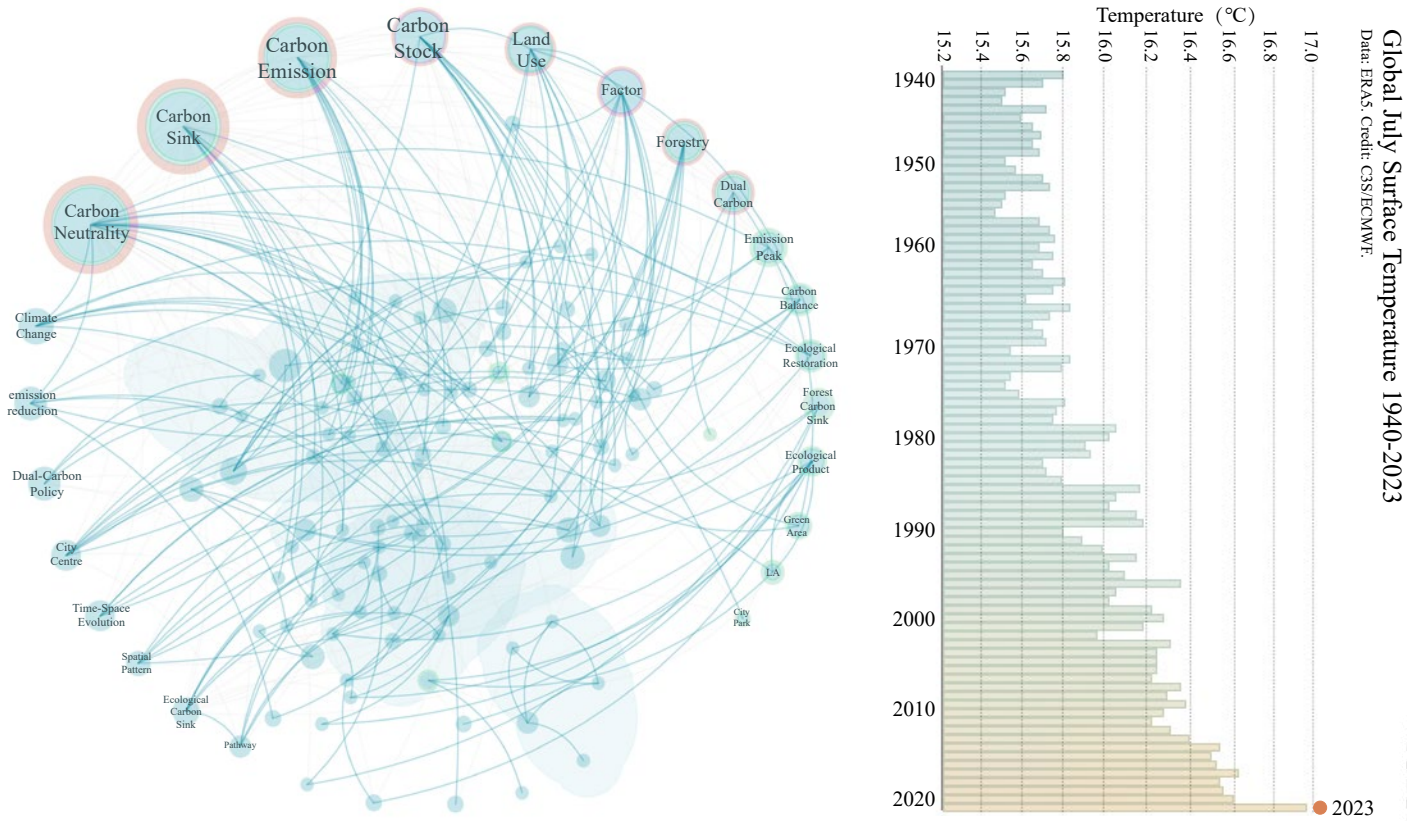 Carbon
Stock
Land
Use
Carbon
Emission
Factor
Carbon
Sink
Forestry
Dual
Carbon
Carbon
Neutrality
Emission
Peak
Carbon
Balance
Climate
Change
Ecological
Restoration
emission
reduction
Forest
Carbon
Sink
Ecological
Product
Dual-Carbon
Policy
Green
Area
City
Centre
LA
Time-Space
Evolution
City
Park
Spatial
Pattern
Ecological
Carbon
Sink
Pathway
Temperature (℃)
15.2
15.4
15.6
15.8
16.0
16.2
16.4
16.6
16.8
17.0
1940
1950
1960
1970
1980
1990
2000
2010
2020
2023
Global July Surface Temperature 1940-2023
Data: ERA5. Credit: C3S/ECMWF.